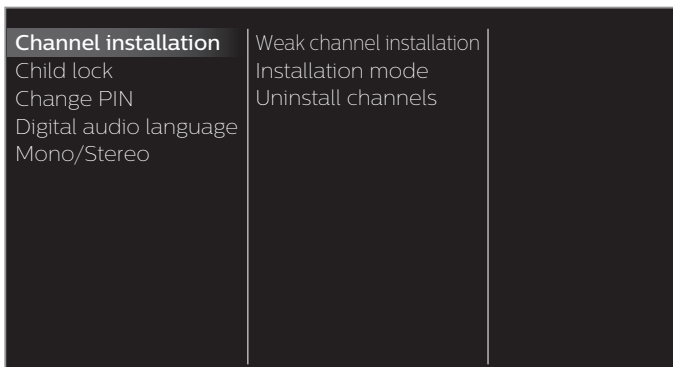 Channel installation
Child lock
Change PIN
Digital audio language
Mono/Stereo
Weak channel installation
Installation mode
Uninstall channels